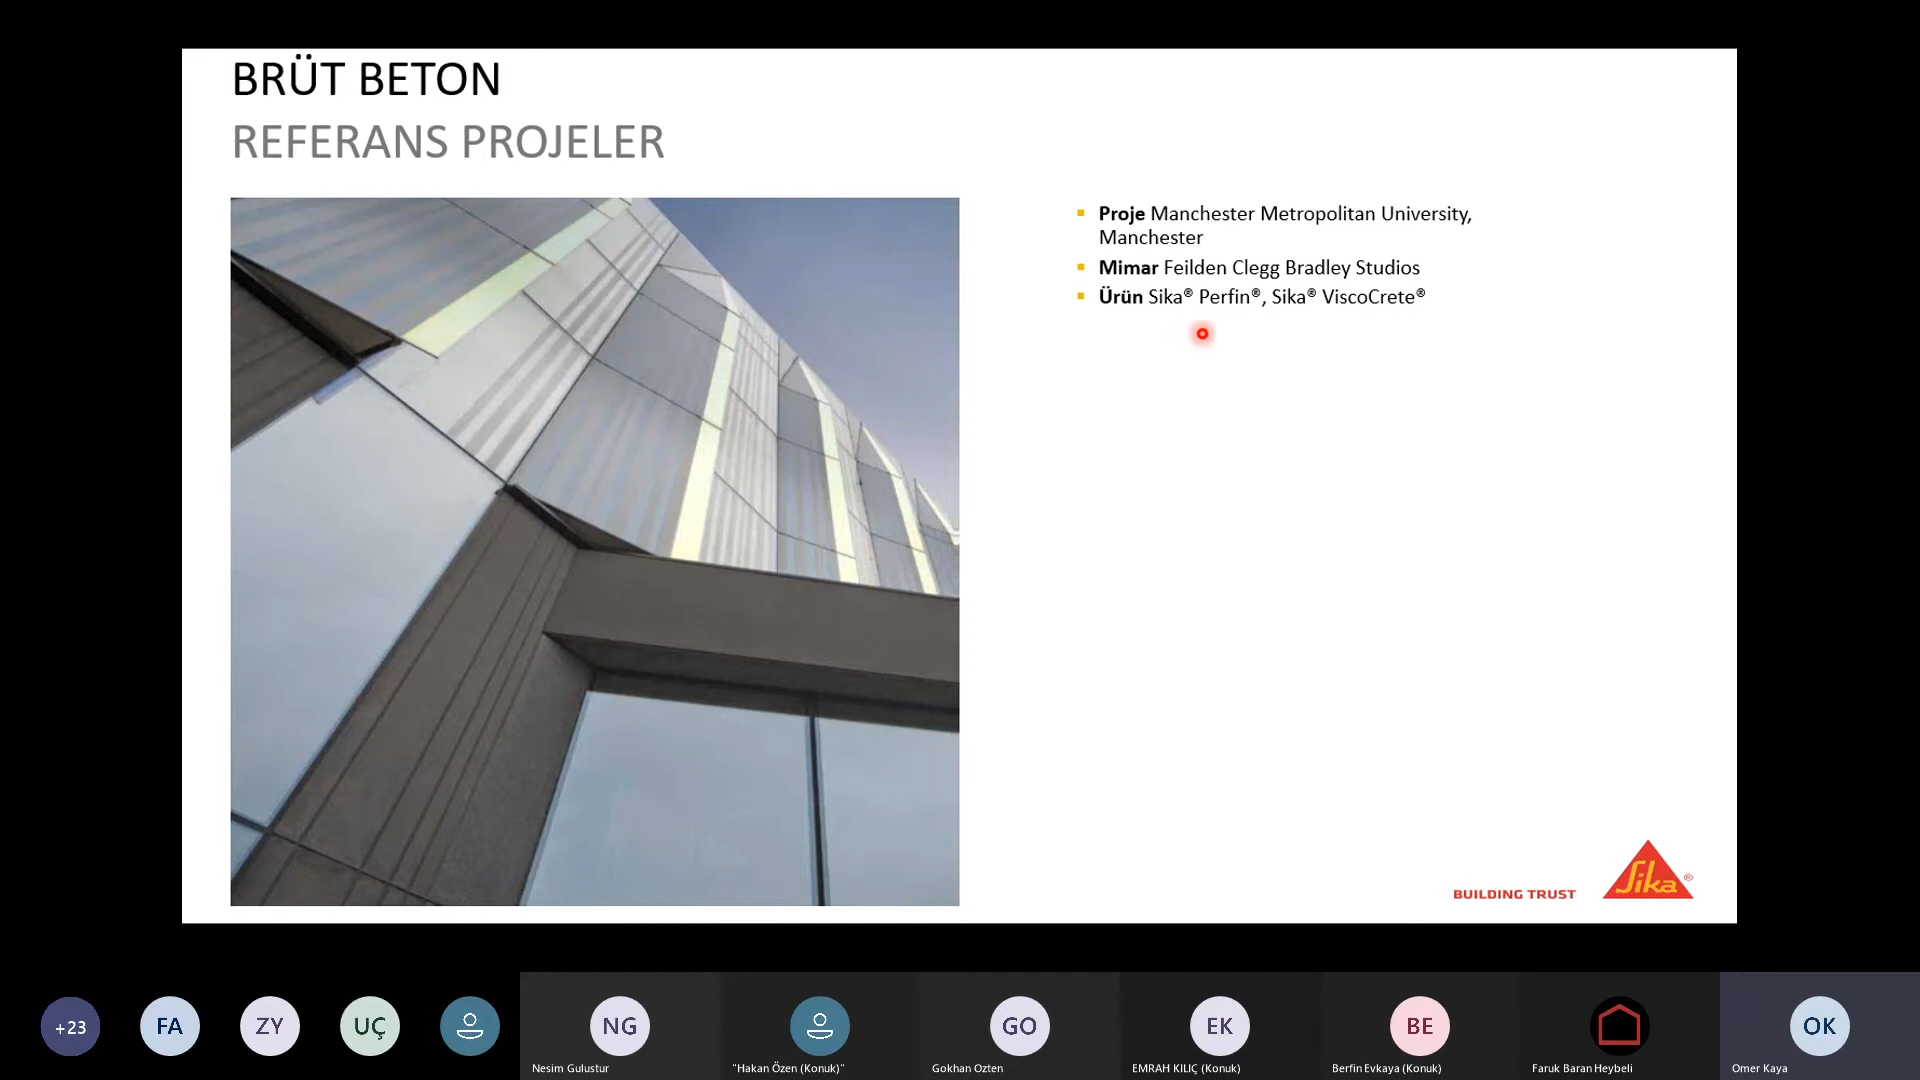 BRÜT BETON
REFERANS PROJELER
▪ Proje Manchester Metropolitan University,
Manchester
▪ Mimar Feilden Clegg Bradley Studios
▪ Ürün Sika® Perfin®, Sika® ViscoCrete®
BUILDING TRUST
Sika®
+23
FA
ZY
UÇ
NG
GO
EK
BE
OK
Nesim Gulustur
"Hakan Özen (Konuk)"
Gokhan Ozten
EMRAH KILIÇ (Konuk)
Berfin Evkaya (Konuk)
Faruk Baran Heybeli
Omer Kaya